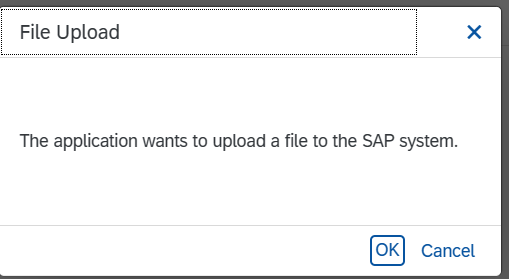 File Upload
The application wants to upload a file to the SAP system.
OK Cancel